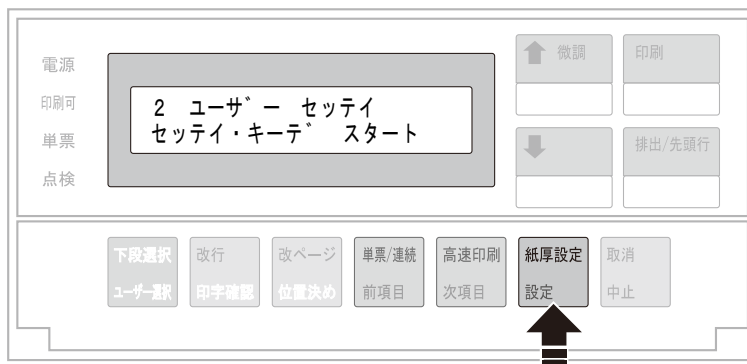 電源
印刷可
単票
点検
2 ユーザー セッテイ
セッテイ・キーデ スタート
微調
印刷
排出/先頭行
下段選択
ユーザー選択
改行
印字確認
改ページ
位置決め
単票/連続
前項目
高速印刷
次項目
紙厚設定
設定
取消
中止